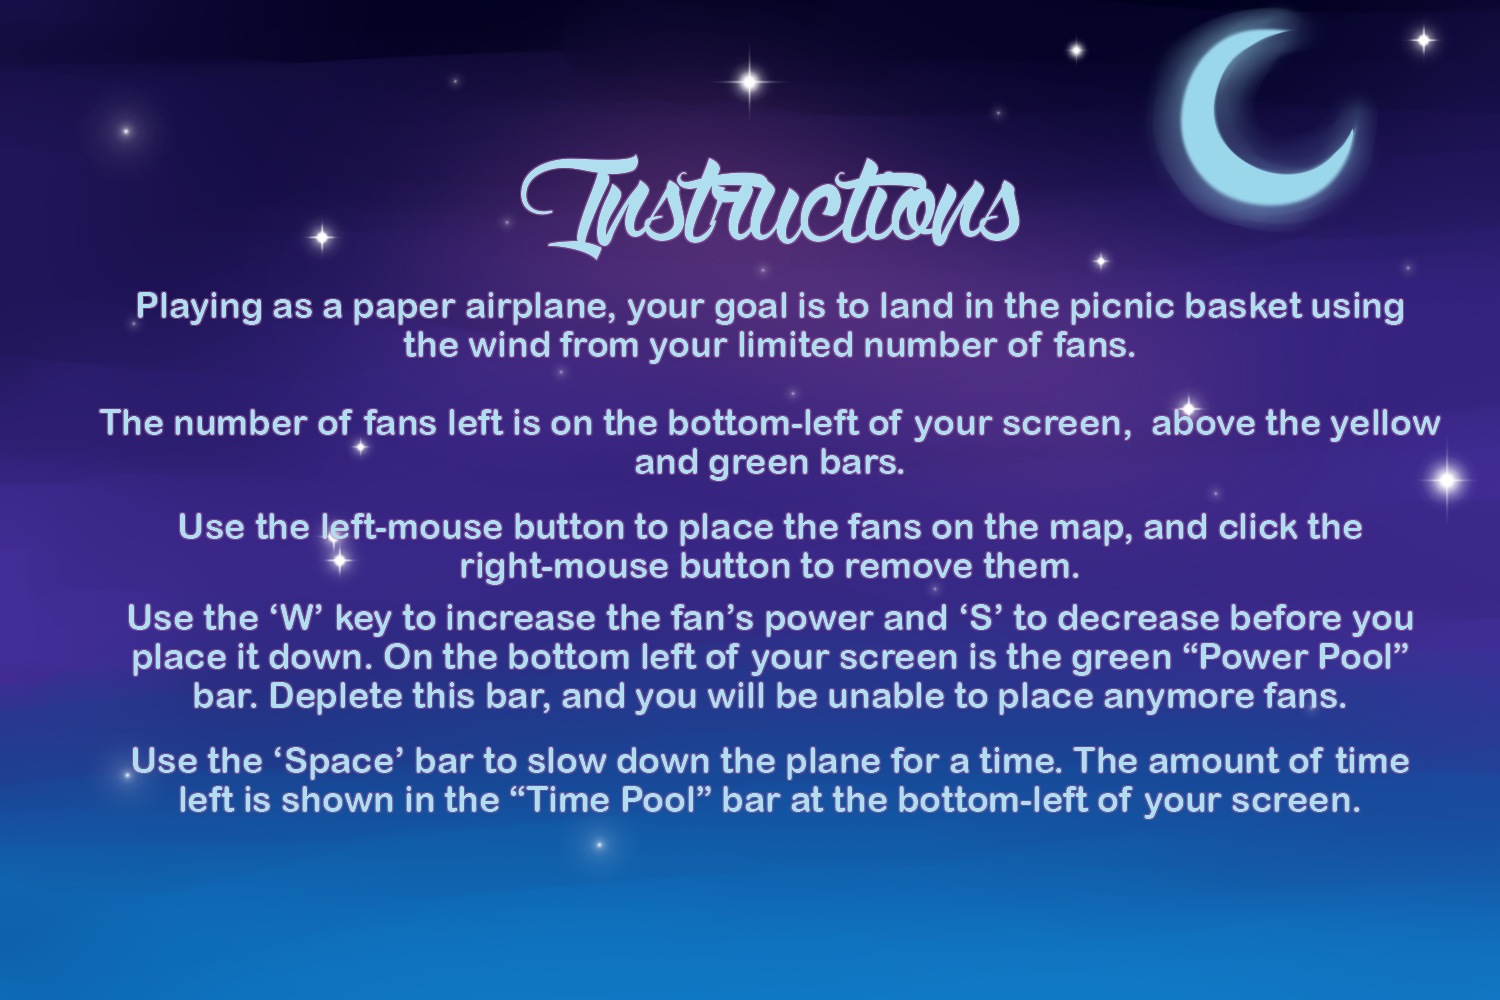 Instructions
Playing as a paper airplane, your goal is to land in the picnic basket using
the wind from your limited number of fans.
The number of fans left is on the bottom-left of your screen,  above the yellow
and green bars.
Use the left-mouse button to place the fans on the map, and click the
right-mouse button to remove them.
Use the ‘W’ key to increase the fan’s power and ‘S’ to decrease before you
place it down. On the bottom left of your screen is the green “Power Pool”
bar. Deplete this bar, and you will be unable to place anymore fans.
Use the ‘Space’ bar to slow down the plane for a time. The amount of time
left is shown in the “Time Pool” bar at the bottom-left of your screen.